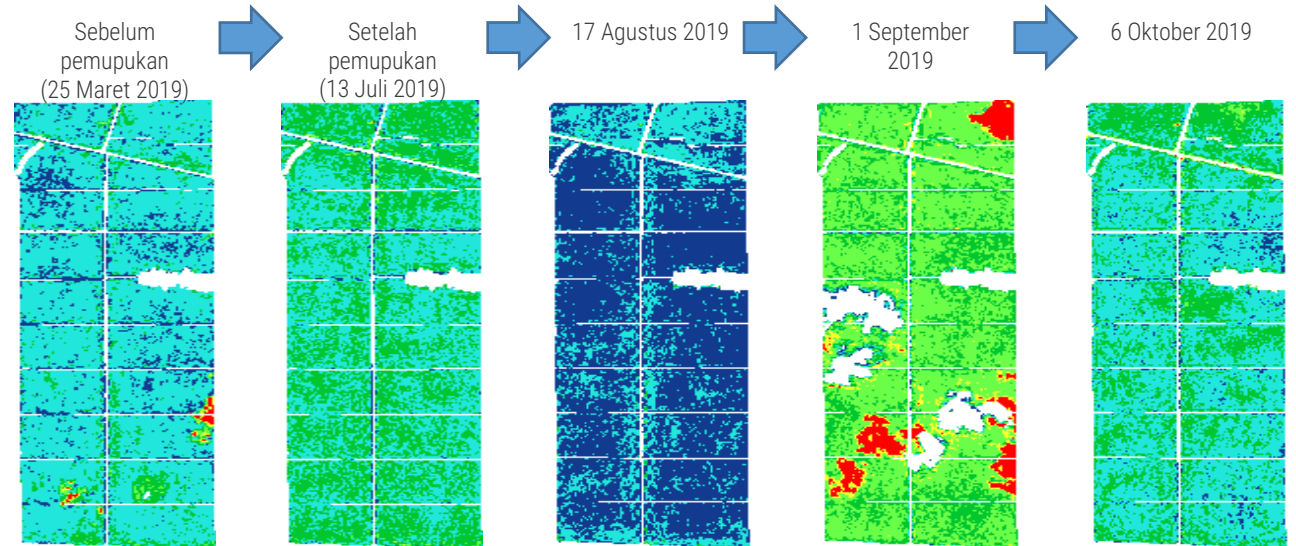 Sebelum
pemupukan
(25 Maret 2019)
Setelah
pemupukan
(13 Juli 2019)
17 Agustus 2019
1 September
2019
6 Oktober 2019